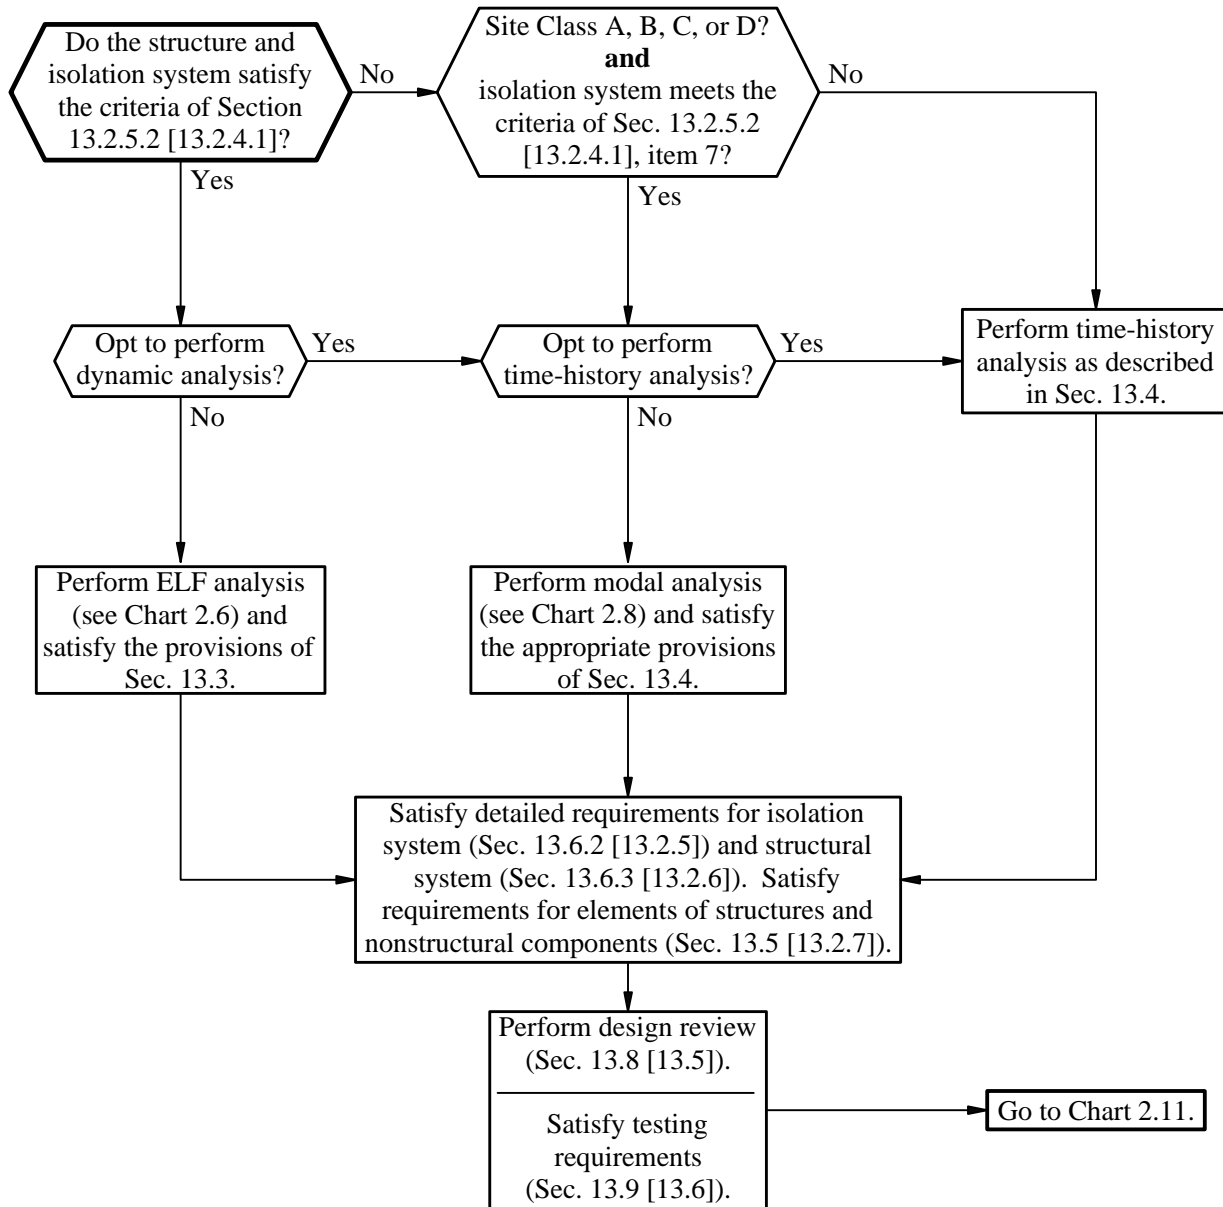 Do the structure and
isolation system satisfy
the criteria of Section
13.2.5.2 [13.2.4.1]?
No
Site Class A, B, C, or D?
and
isolation system meets the
criteria of Sec. 13.2.5.2
[13.2.4.1], item 7?
No
Yes
Yes
Opt to perform
dynamic analysis?
Yes
Opt to perform
time-history analysis?
Yes
Perform time-history
analysis as described
in Sec. 13.4.
No
No
Perform ELF analysis
(see Chart 2.6) and
satisfy the provisions of
Sec. 13.3.
Perform modal analysis
(see Chart 2.8) and satisfy
the appropriate provisions
of Sec. 13.4.
Satisfy detailed requirements for isolation
system (Sec. 13.6.2 [13.2.5]) and structural
system (Sec. 13.6.3 [13.2.6]).  Satisfy
requirements for elements of structures and
nonstructural components (Sec. 13.5 [13.2.7]).
Perform design review
(Sec. 13.8 [13.5]).
Satisfy testing
requirements
(Sec. 13.9 [13.6]).
Go to Chart 2.11.